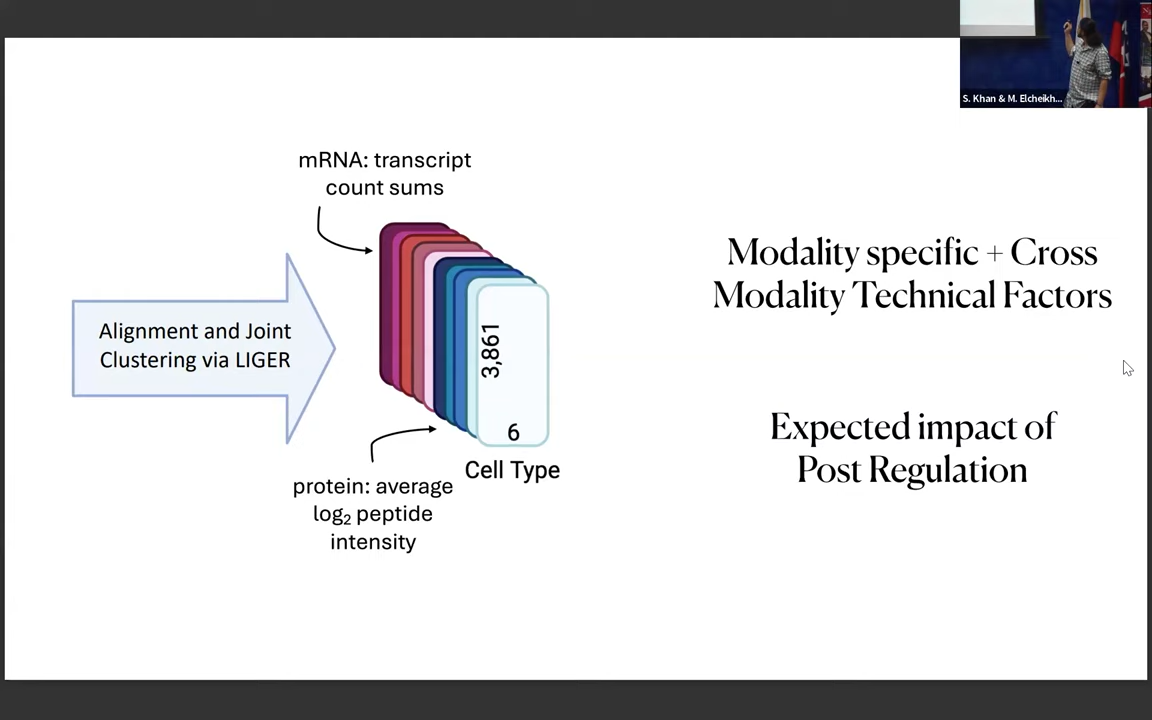 S. Khan & M. Elcheikh...
mRNA: transcript
count sums
Alignment and Joint
Clustering via LIGER
3,861
6
Cell Type
protein: average
log₂ peptide
intensity
Modality specific + Cross
Modality Technical Factors
Expected impact of
Post Regulation